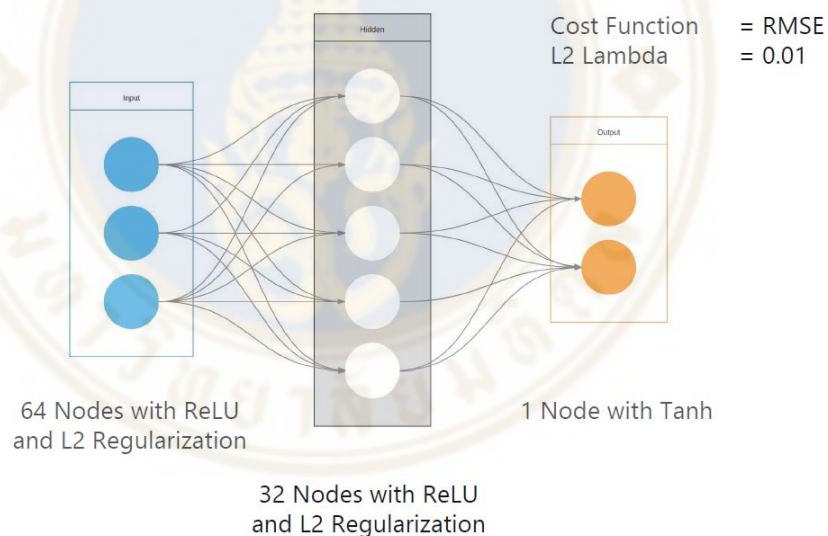 Cost Function = RMSE
L2 Lambda = 0.01
Hidden
Input
Output
64 Nodes with ReLU
and L2 Regularization
1 Node with Tanh
32 Nodes with ReLU
and L2 Regularization